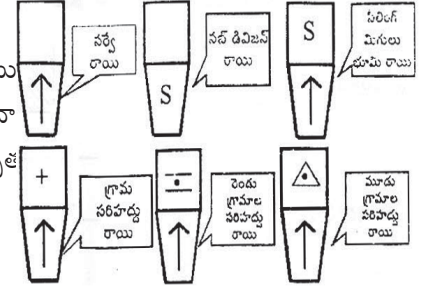 సర్వే
రాయి
S
సబ్ డివిజన్
రాయి
S
సీలింగ్
మిగులు
భూమి రాయి
+
గ్రామ
సరిహద్దు
రాయి
రెండు
గ్రామాల
సరిహద్దు
రాయి
మూడు
గ్రామాల
సరిహద్దు
రాయి